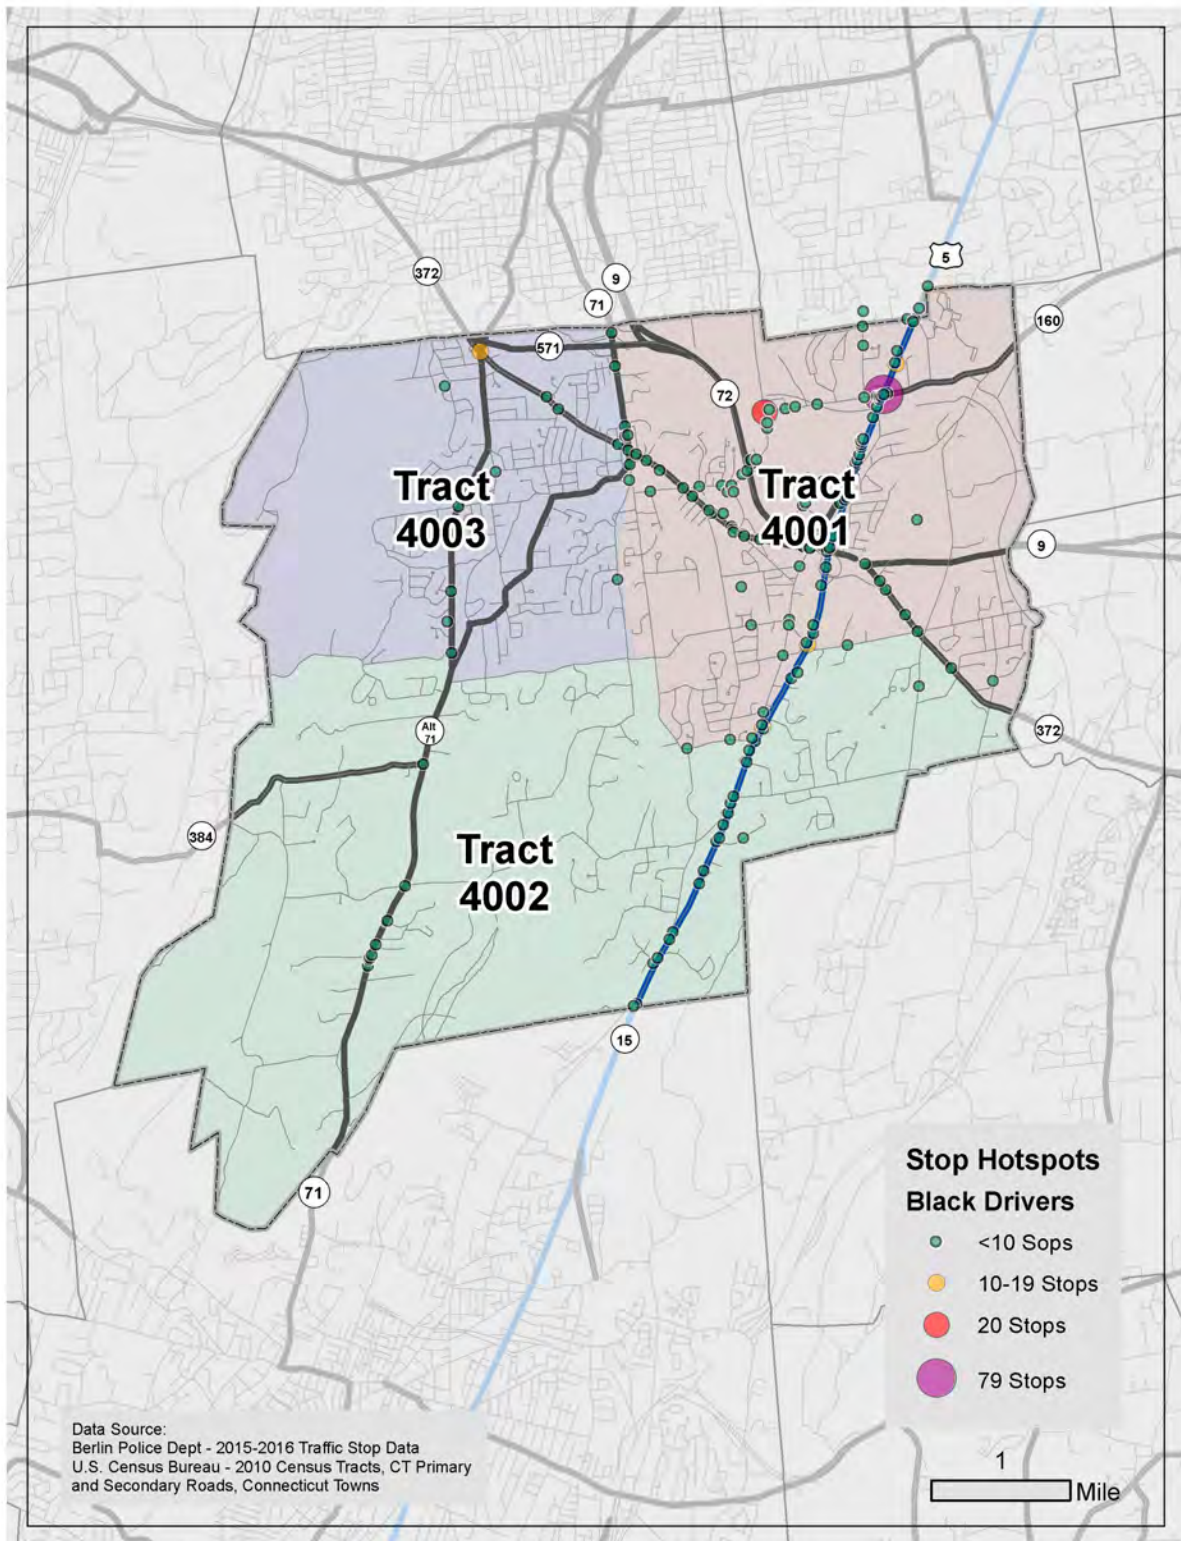 5
372
9
71
160
571
72
Tract
4003
Tract
4001
9
Alt
71
372
384
Tract
4002
15
71
Stop Hotspots
Black Drivers
<10 Sops
10-19 Stops
20 Stops
79 Stops
Data Source:
Berlin Police Dept - 2015-2016 Traffic Stop Data
U.S. Census Bureau - 2010 Census Tracts, CT Primary
and Secondary Roads, Connecticut Towns
1
Mile